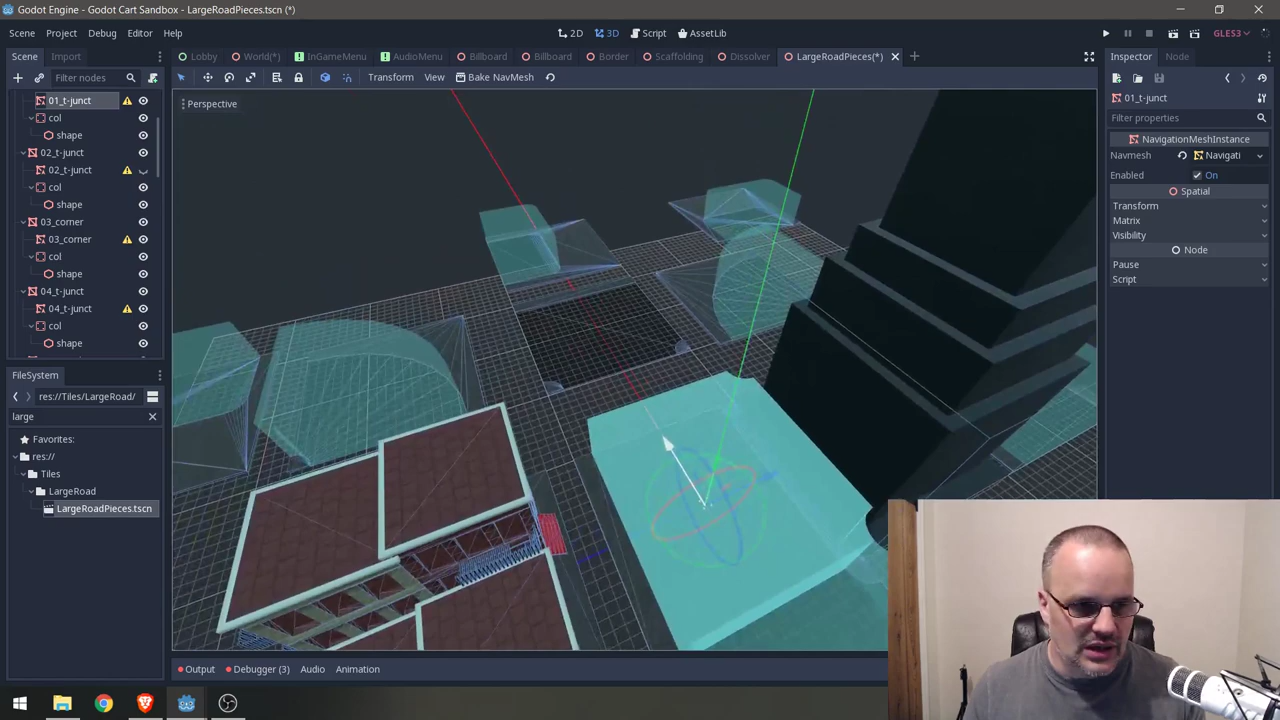 Godot Engine - Godot Cart Sandbox - LargeRoadPieces.tscn (*)
Scene Project Debug Editor Help
2D 3D Script AssetLib
GLES3
Scene Import
Lobby World(*) InGameMenu AudioMenu Billboard Billboard Border Scaffolding Dissolver LargeRoadPieces(*)
Inspector Node
Filter nodes
Transform View Bake NavMesh
Perspective
01_t-junct
col
shape
02_t-junct
02_t-junct
col
shape
03_corner
03_corner
col
shape
04_t-junct
04_t-junct
col
shape
FileSystem
res://Tiles/LargeRoad/
large
Favorites:
res://
Tiles
LargeRoad
LargeRoadPieces.tscn
01_t-junct
Filter properties
NavigationMeshInstance
Navmesh Navigati
Enabled On
Spatial
Transform
Matrix
Visibility
Node
Pause
Script
Output Debugger (3) Audio Animation